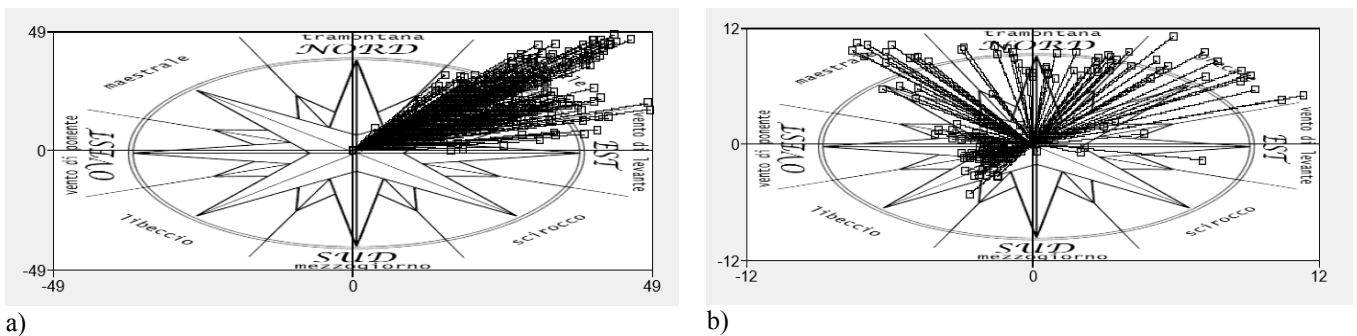 49
tramontana
NORD
maestrale
vento di ponente
OVEST
0
EST
vento di levante
libeccio
scirocco
SUD
mezzogiorno
-49
-49
0
49
a)
12
tramontana
NORD
maestrale
vento di ponente
OVEST
0
EST
vento di levante
libeccio
scirocco
SUD
mezzogiorno
-12
-12
0
12
b)